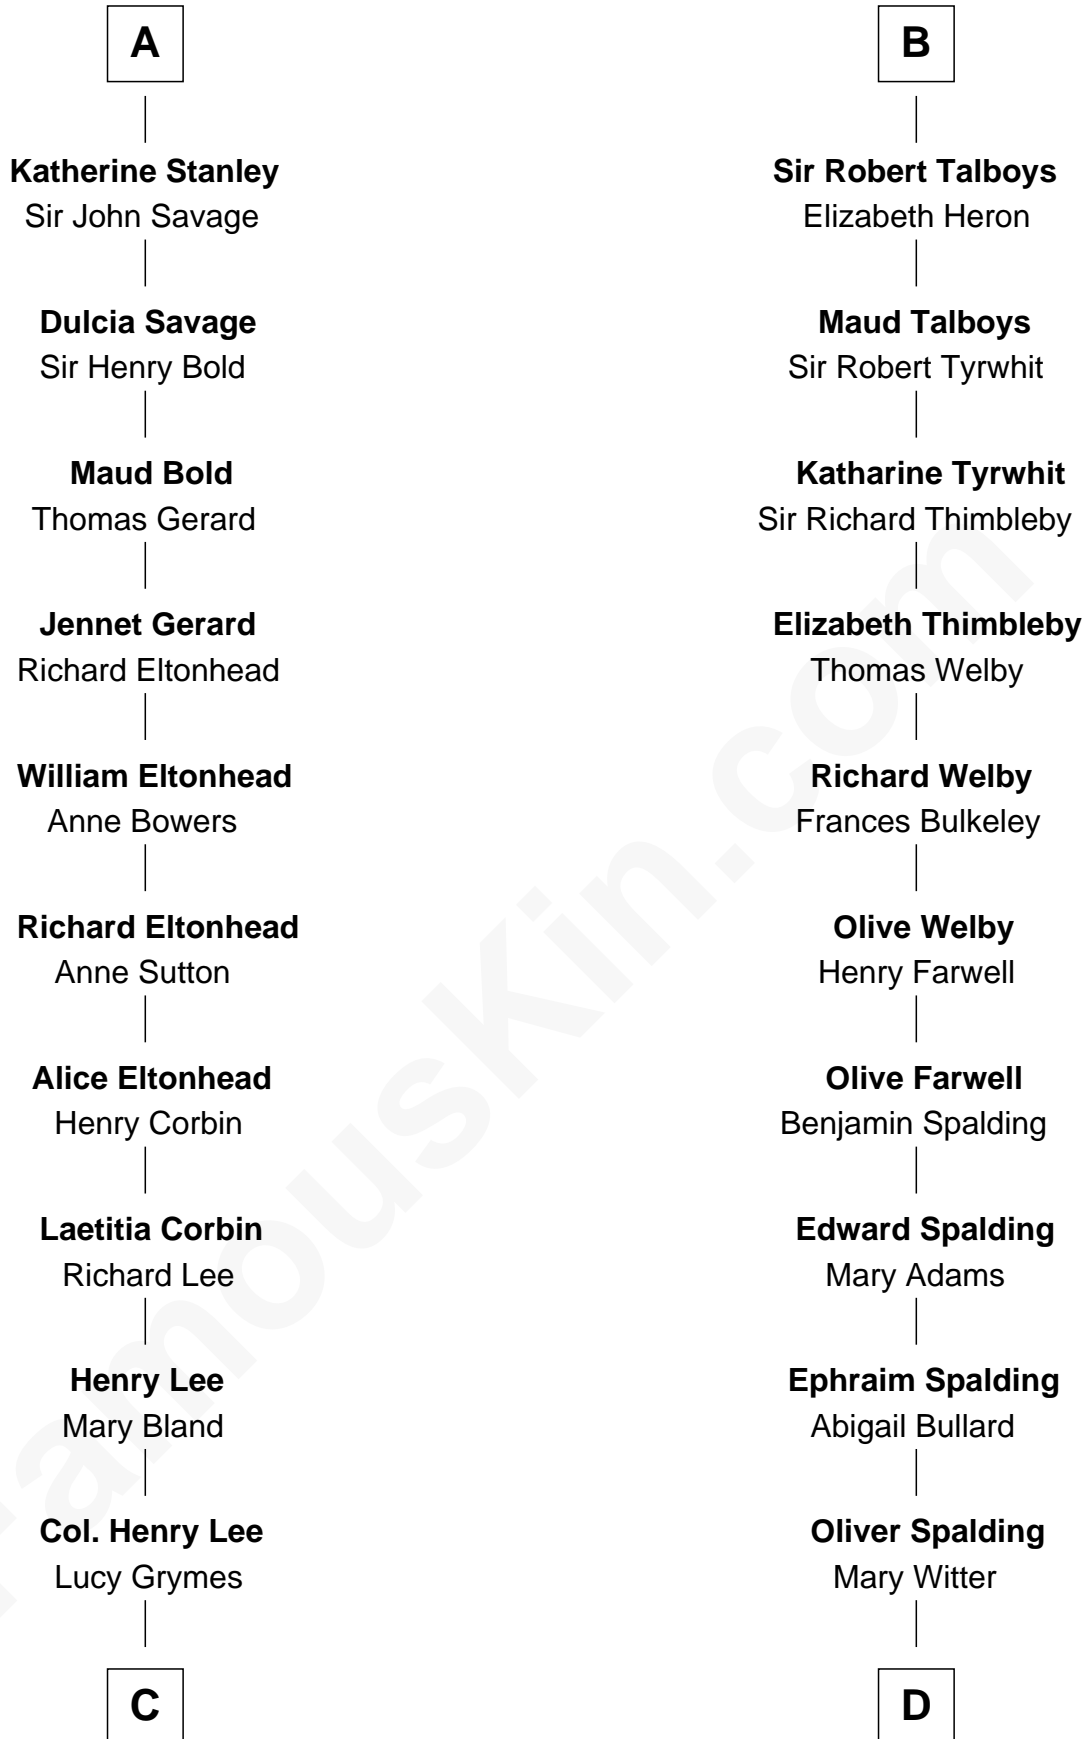 A
Katherine Stanley
Sir John Savage
Dulcia Savage
Sir Henry Bold
Maud Bold
Thomas Gerard
Jennet Gerard
Richard Eltonhead
William Eltonhead
Anne Bowers
Richard Eltonhead
Anne Sutton
Alice Eltonhead
Henry Corbin
Laetitia Corbin
Richard Lee
Henry Lee
Mary Bland
Col. Henry Lee
Lucy Grymes
C
B
Sir Robert Talboys
Elizabeth Heron
Maud Talboys
Sir Robert Tyrwhit
Katharine Tyrwhit
Sir Richard Thimbleby
Elizabeth Thimbleby
Thomas Welby
Richard Welby
Frances Bulkeley
Olive Welby
Henry Farwell
Olive Farwell
Benjamin Spalding
Edward Spalding
Mary Adams
Ephraim Spalding
Abigail Bullard
Oliver Spalding
Mary Witter
D
FamousKin.com